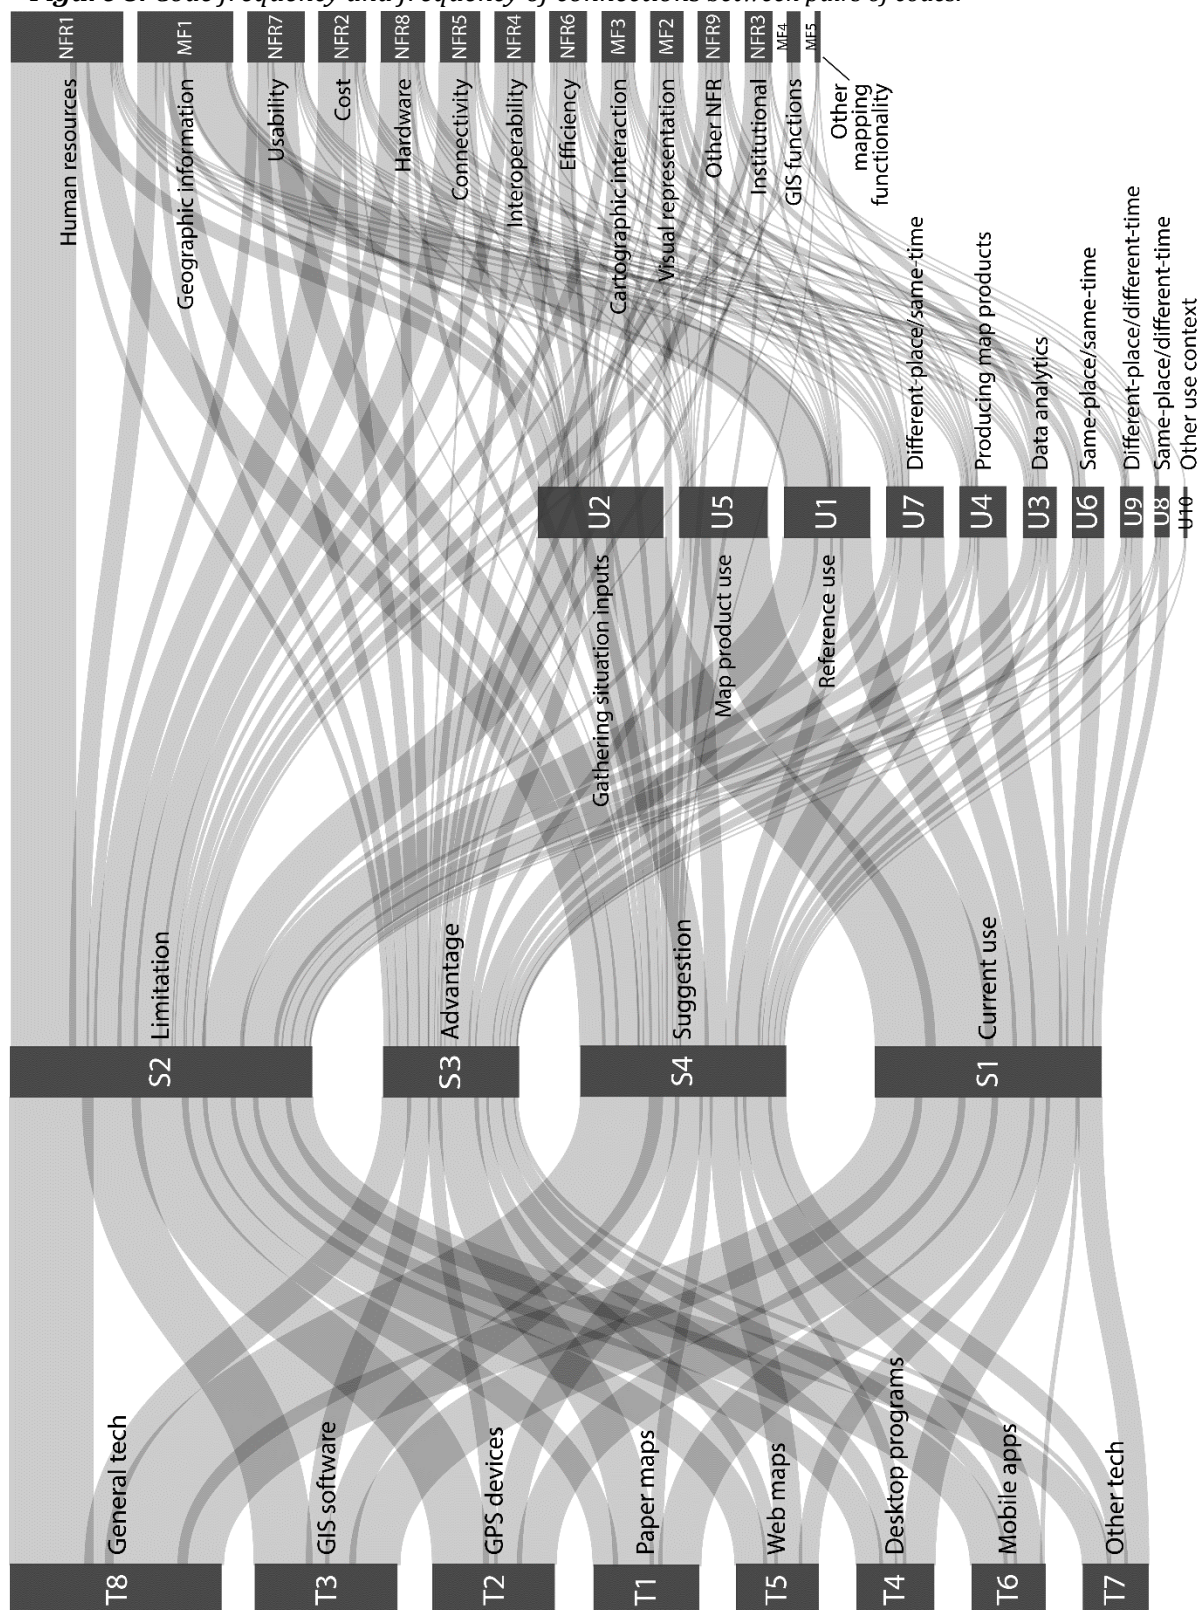 Code frequency and frequency of connections between pairs of codes.
NFR1
MF1
NFR7
NFR2
NFR8
NFR5
NFR4
NFR6
MF3
MF2
NFR9
NFR3
MF4
MF5
Human resources
Geographic information
Usability
Cost
Hardware
Connectivity
Interoperability
Efficiency
Cartographic interaction
Visual representation
Other NFR
Institutional
GIS functions
Other
mapping
functionality
U2
U5
U1
U7
U4
U3
U6
U9
U8
U10
Gathering situation inputs
Map product use
Reference use
Different-place/same-time
Producing map products
Data analytics
Same-place/same-time
Different-place/different-time
Same-place/different-time
Other use context
Limitation
Advantage
Suggestion
Current use
S2
S3
S4
S1
General tech
GIS software
GPS devices
Paper maps
Web maps
Desktop programs
Mobile apps
Other tech
T8
T3
T2
T1
T5
T4
T6
T7